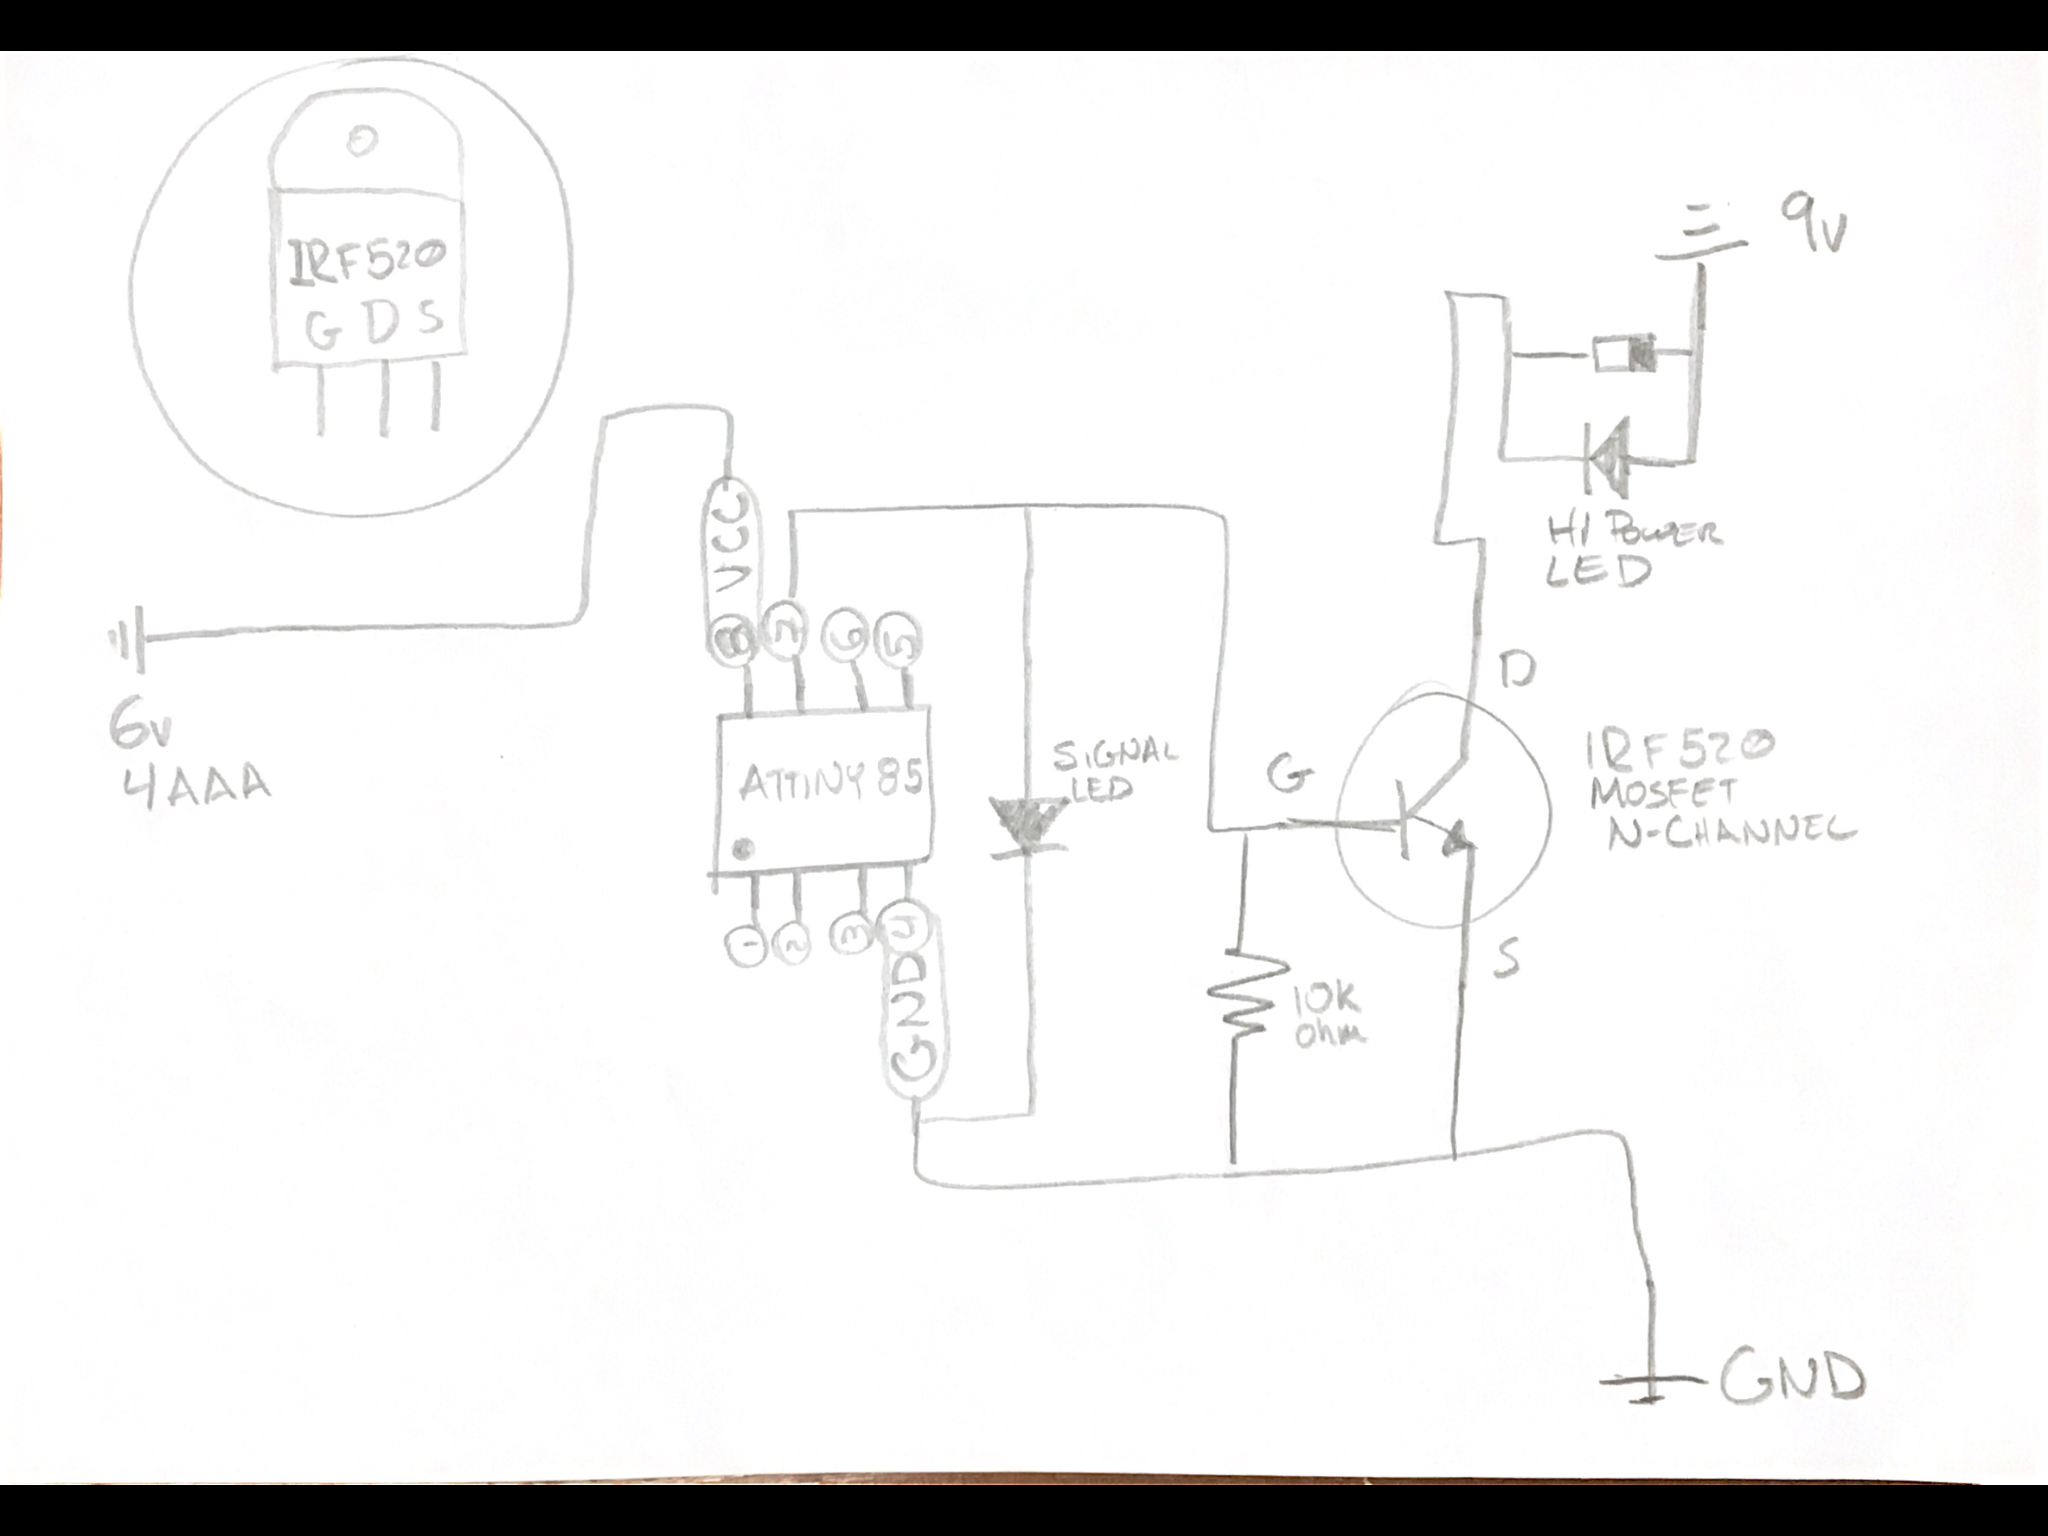 IRF520
G D S
9V
HI POWER
LED
VCC
8 7 6 5
6V
4AAA
ATTINY 85
SIGNAL
LED
D
G
IRF520
MOSFET
N-CHANNEL
1 2 3 4
GND
S
10K
ohm
GND